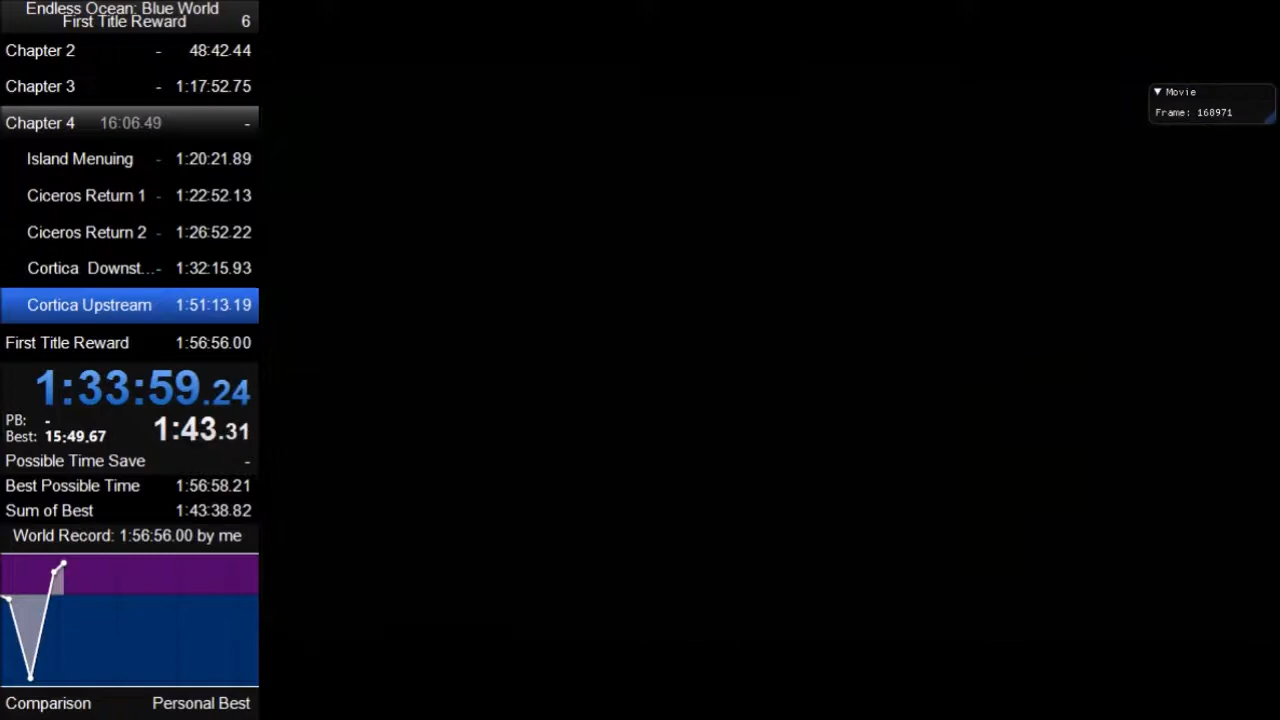 Endless Ocean: Blue World
First Title Reward 6
Chapter 2 - 48:42.44
Chapter 3 - 1:17:52.75
Chapter 4 16:06.49 -
Island Menuing - 1:20:21.89
Ciceros Return 1 - 1:22:52.13
Ciceros Return 2 - 1:26:52.22
Cortica Downst...- 1:32:15.93
Cortica Upstream 1:51:13.19
First Title Reward 1:56:56.00
1:33:59.24
PB: -
Best: 15:49.67 1:43.31
Possible Time Save -
Best Possible Time 1:56:58.21
Sum of Best 1:43:38.82
World Record: 1:56:56.00 by me
Comparison Personal Best
▼ Movie
Frame: 168971